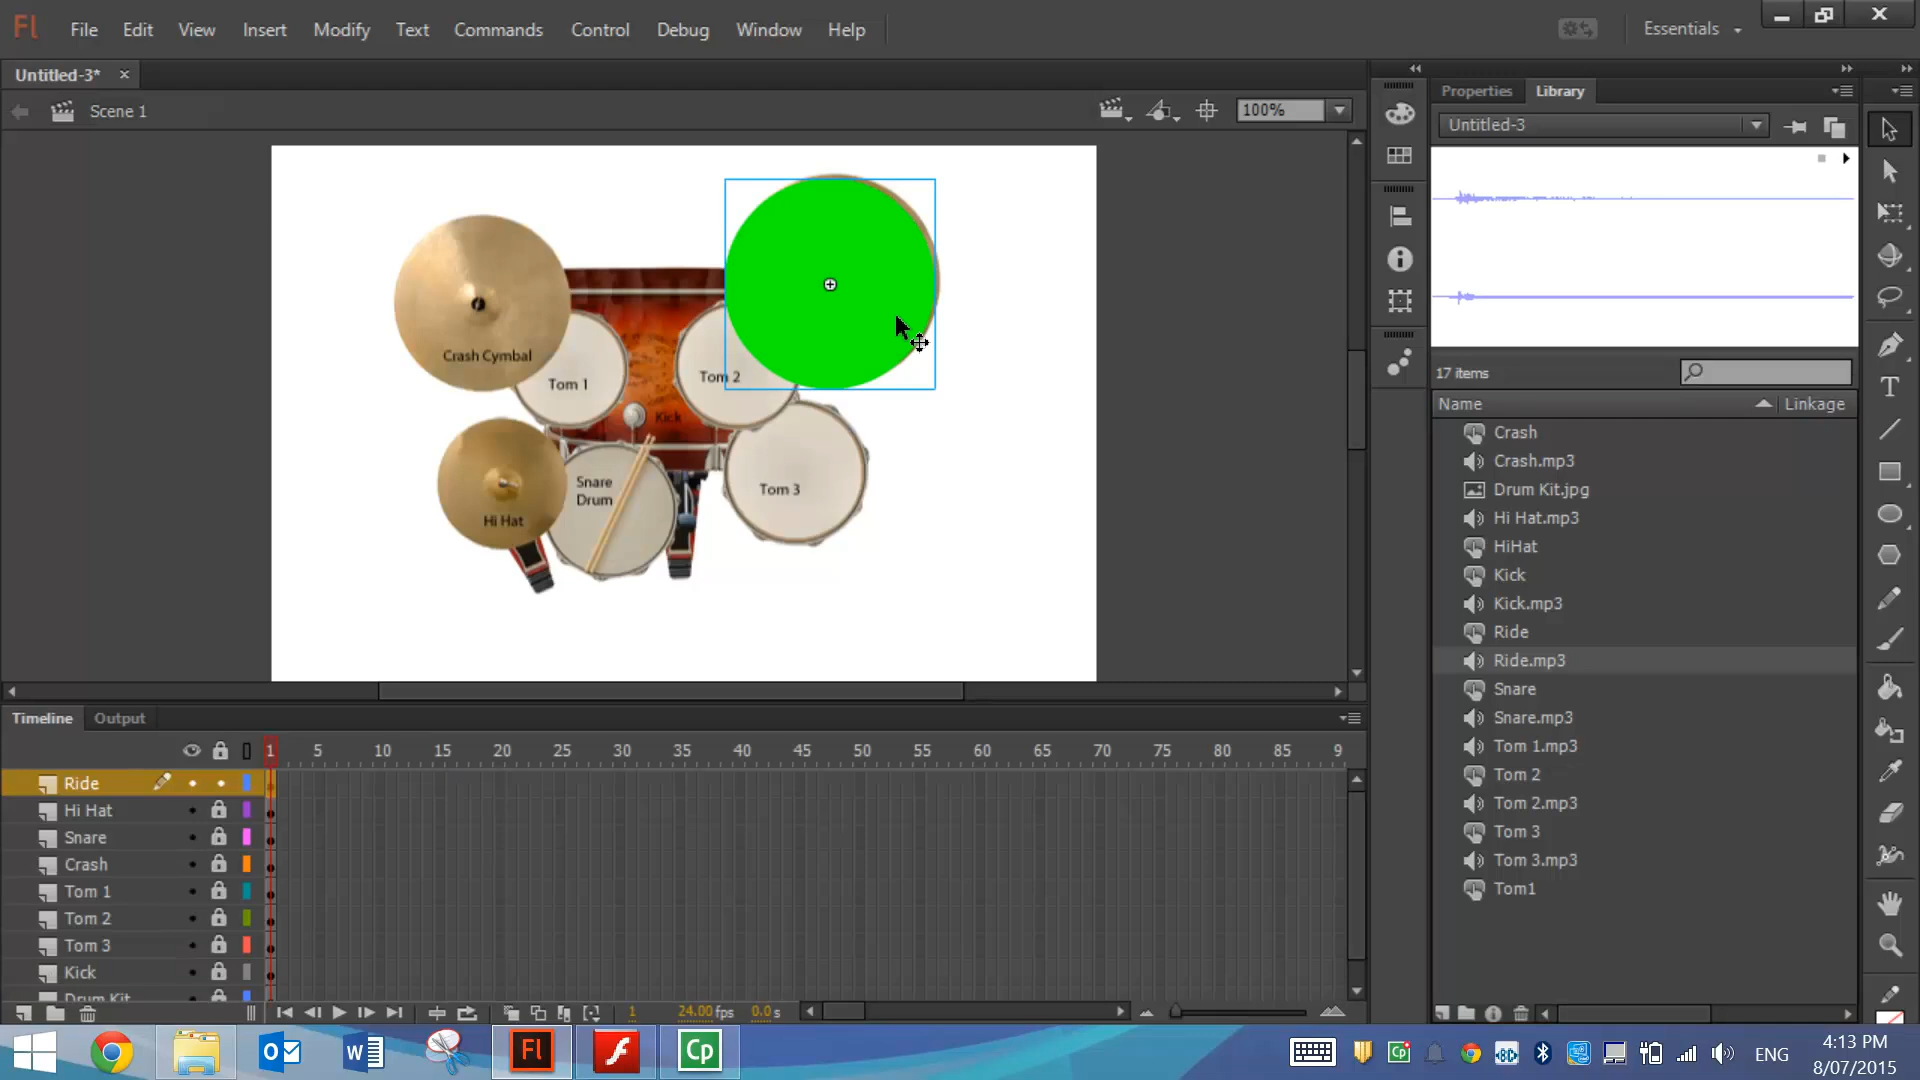 Fl File Edit View Insert Modify Text Commands Control Debug Window Help Essentials
Untitled-3*
Scene 1
100%
Properties Library
Untitled-3
17 items
Name Linkage
Crash
Crash.mp3
Drum Kit.jpg
Hi Hat.mp3
HiHat
Kick
Kick.mp3
Ride
Ride.mp3
Snare
Snare.mp3
Tom 1.mp3
Tom 2
Tom 2.mp3
Tom 3
Tom 3.mp3
Tom1
Crash Cymbal
Tom 1
Tom 2
Kick
Snare
Drum
Tom 3
Hi Hat
Timeline Output
1 5 10 15 20 25 30 35 40 45 50 55 60 65 70 75 80 85 9
Ride
Hi Hat
Snare
Crash
Tom 1
Tom 2
Tom 3
Kick
Drum Kit
1 24.00 fps 0.0 s
T
Fl Cp
ENG
4:13 PM
8/07/2015